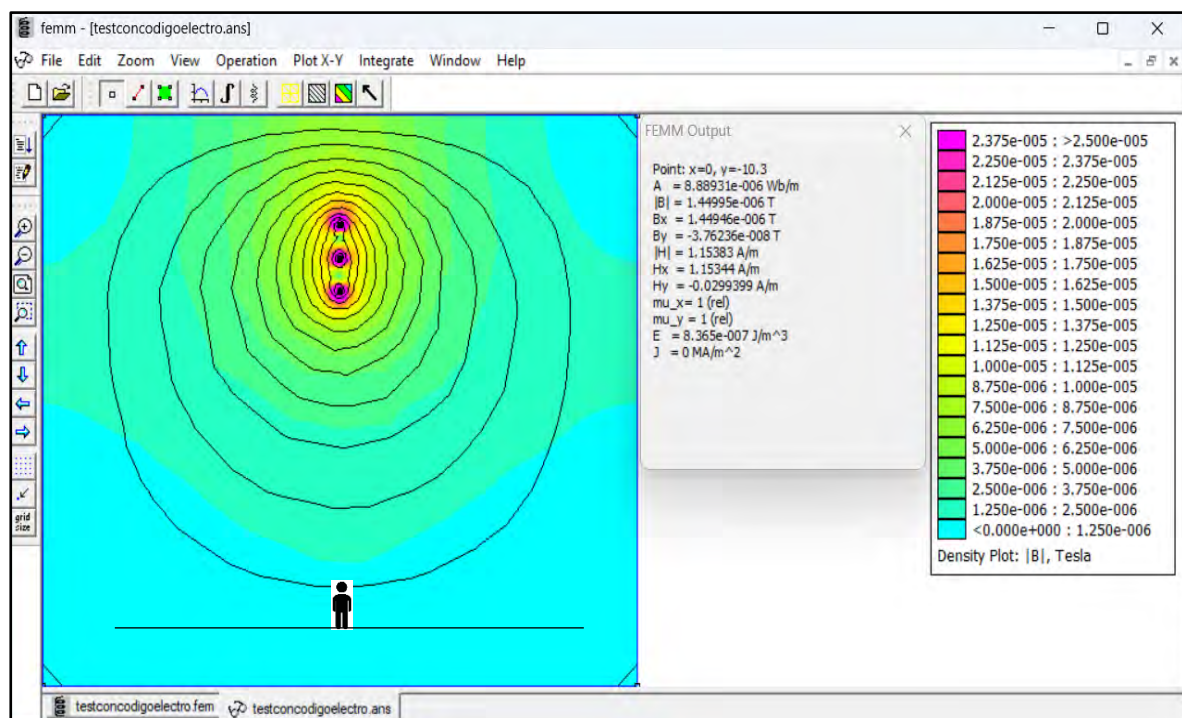 femm - [testconcodigoelectro.ans]
File Edit Zoom View Operation Plot X-Y Integrate Window Help
grid
size
FEMM Output
Point: x=0, y=-10.3
A = 8.88931e-006 Wb/m
|B| = 1.44995e-006 T
Bx = 1.44946e-006 T
By = -3.76236e-008 T
|H| = 1.15383 A/m
Hx = 1.15344 A/m
Hy = -0.0299399 A/m
mu_x= 1 (rel)
mu_y = 1 (rel)
E = 8.365e-007 J/m^3
J = 0 MA/m^2
2.375e-005 : >2.500e-005
2.250e-005 : 2.375e-005
2.125e-005 : 2.250e-005
2.000e-005 : 2.125e-005
1.875e-005 : 2.000e-005
1.750e-005 : 1.875e-005
1.625e-005 : 1.750e-005
1.500e-005 : 1.625e-005
1.375e-005 : 1.500e-005
1.250e-005 : 1.375e-005
1.125e-005 : 1.250e-005
1.000e-005 : 1.125e-005
8.750e-006 : 1.000e-005
7.500e-006 : 8.750e-006
6.250e-006 : 7.500e-006
5.000e-006 : 6.250e-006
3.750e-006 : 5.000e-006
2.500e-006 : 3.750e-006
1.250e-006 : 2.500e-006
<0.000e+000 : 1.250e-006
Density Plot: |B|, Tesla
testconcodigoelectro.fem testconcodigoelectro.ans